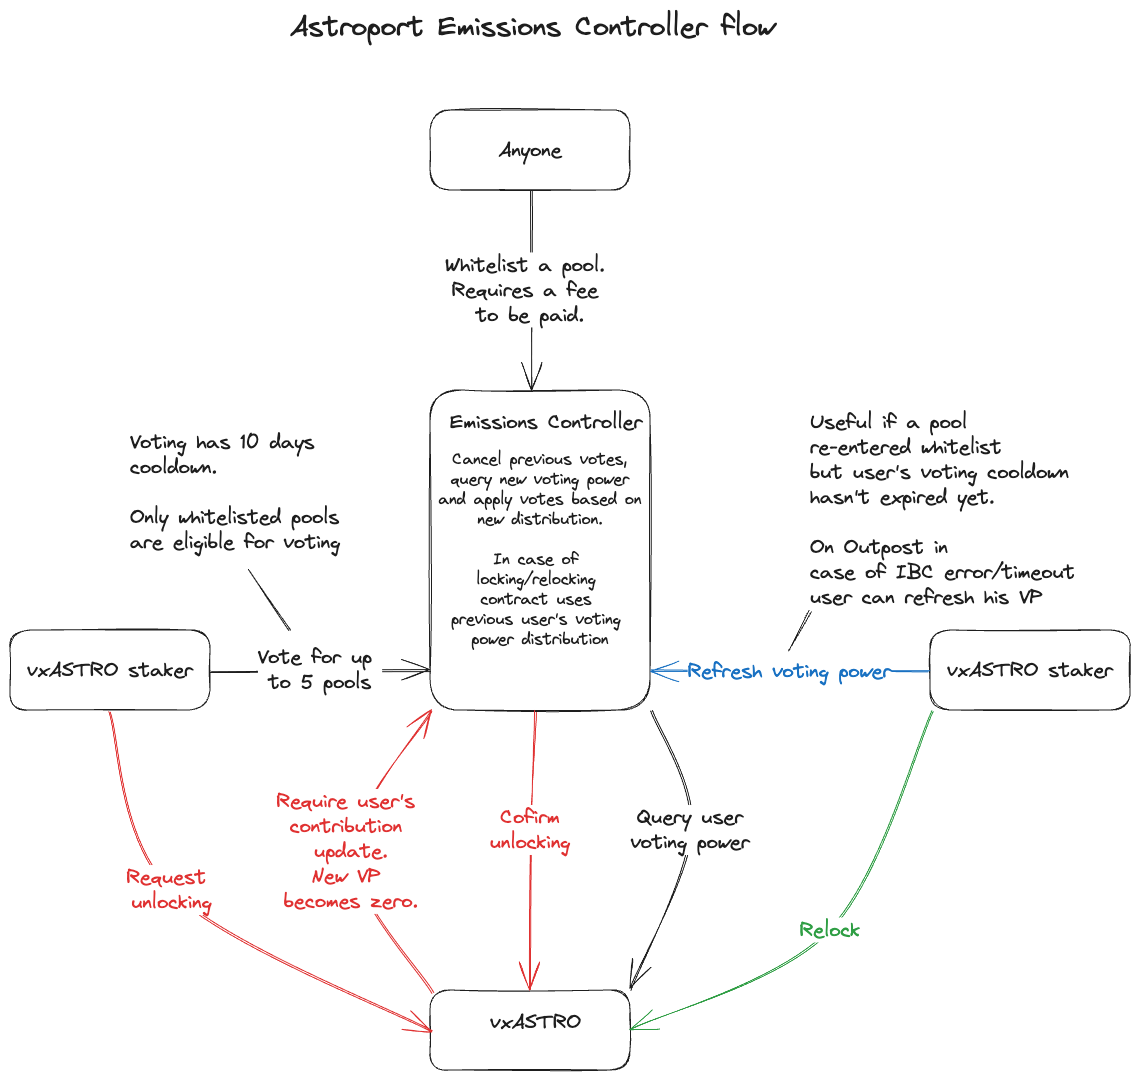 Astroport Emissions Controller flow
Anyone
Whitelist a pool.
Requires a fee
to be paid.
Emissions Controller
Cancel previous votes,
query new voting power
and apply votes based on
new distribution.
In case of
locking/relocking
contract uses
previous user's voting
power distribution
Voting has 10 days
cooldown.
Only whitelisted pools
are eligible for voting
Useful if a pool
re-entered whitelist
but user's voting cooldown
hasn't expired yet.
On Outpost in
case of IBC error/timeout
user can refresh his VP
vxASTRO staker
Vote for up
to 5 pools
Refresh voting power
vxASTRO staker
Require user's
contribution
update.
New VP
becomes zero.
Cofirm
unlocking
Query user
voting power
Request
unlocking
Relock
vxASTRO